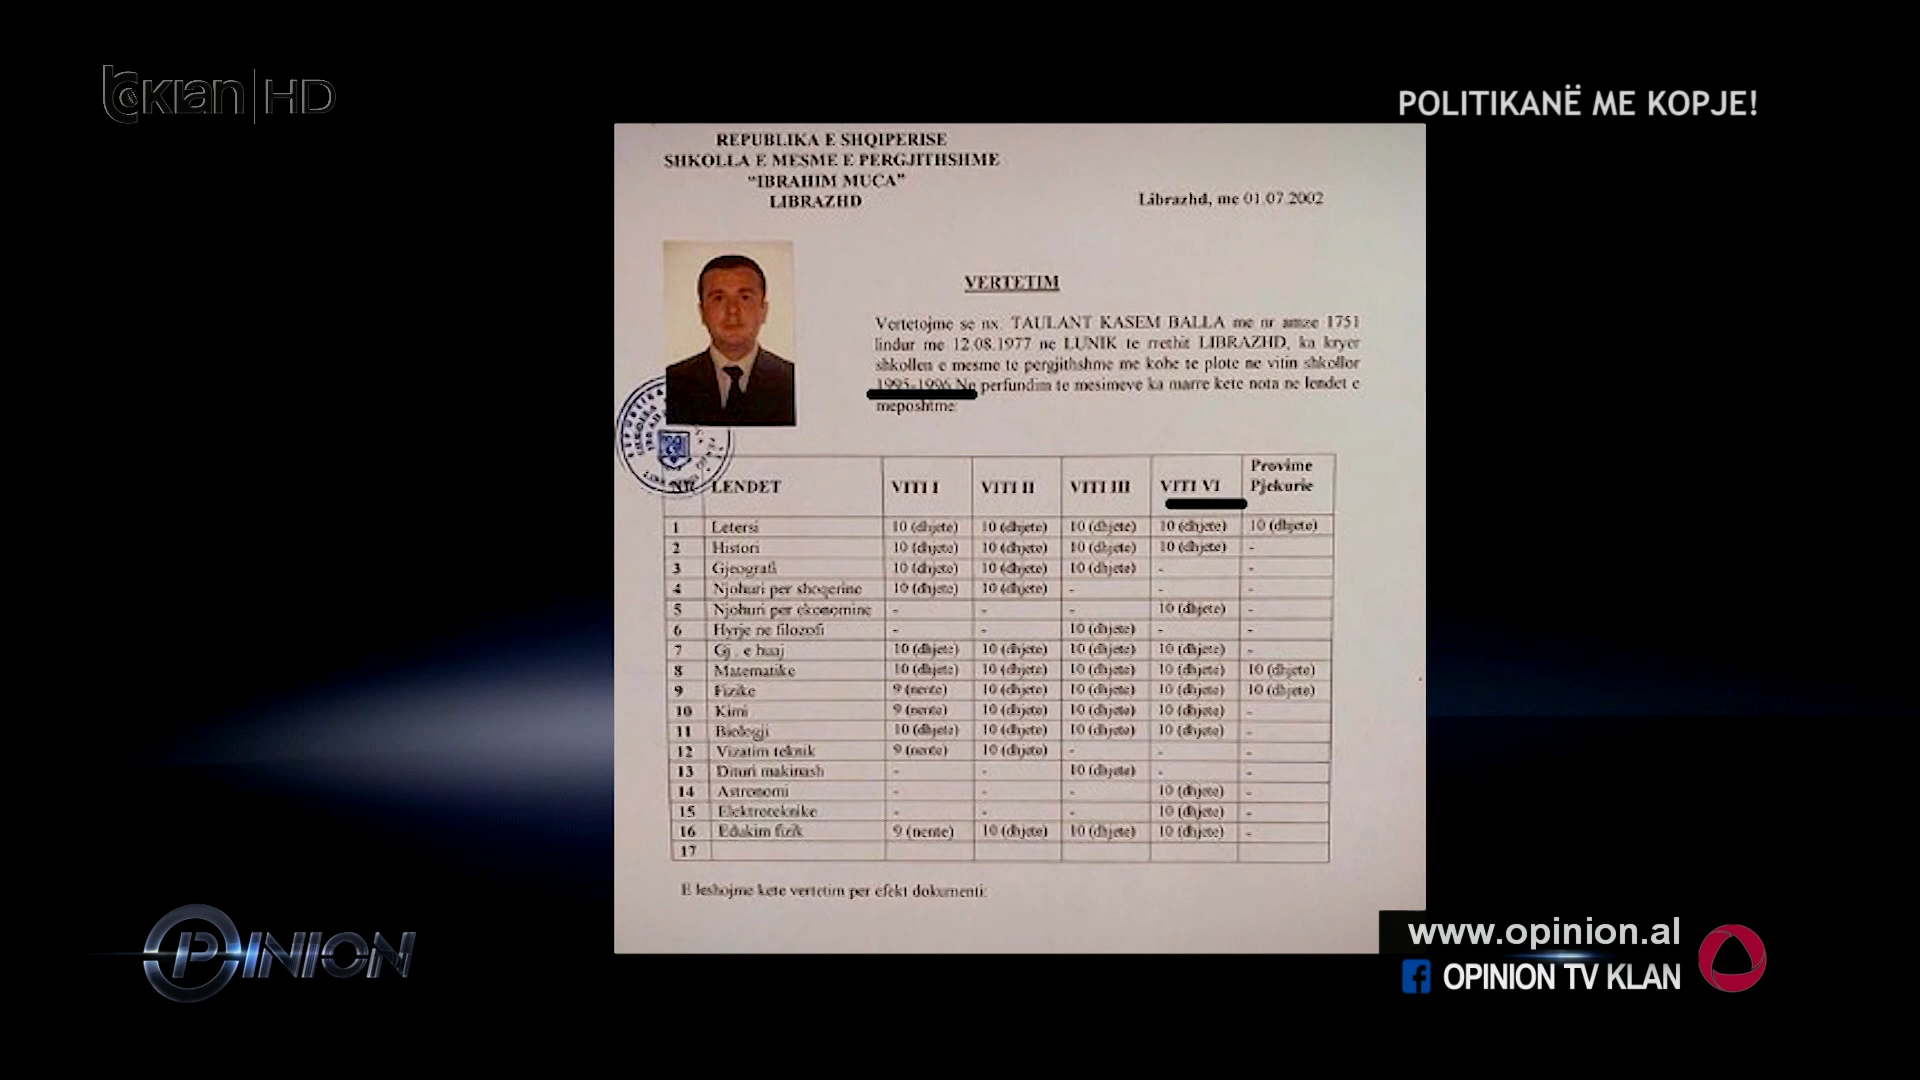 tvklan HD
POLITIKANË ME KOPJE!
REPUBLIKA E SHQIPERISE
SHKOLLA E MESME E PERGJITHSHME
"IBRAHIM MUCA"
LIBRAZHD
Librazhd, me 01.07.2002
VERTETIM
Vertetojme se nx. TAULANT KASEM BALLA me nr amze 1751
lindur me 12.08.1977 ne LUNIK te rrethit LIBRAZHD, ka kryer
shkollen e mesme te pergjithshme me kohe te plote ne vitin shkollor
1995-1996 Ne perfundim te mesimeve ka marre kete nota ne lendet e
meposhtme:
NR LENDET VITI I VITI II VITI III VITI VI Provime Pjekurie
1 Letersi 10 (dhjete) 10 (dhjete) 10 (dhjete) 10 (dhjete) 10 (dhjete)
2 Histori 10 (dhjete) 10 (dhjete) 10 (dhjete) 10 (dhjete) -
3 Gjeografi 10 (dhjete) 10 (dhjete) 10 (dhjete) - -
4 Njohuri per shoqerine 10 (dhjete) 10 (dhjete) - - -
5 Njohuri per ekonomine - - - 10 (dhjete) -
6 Hyrje ne filozofi - - 10 (dhjete) - -
7 Gj . e huaj 10 (dhjete) 10 (dhjete) 10 (dhjete) 10 (dhjete) -
8 Matematike 10 (dhjete) 10 (dhjete) 10 (dhjete) 10 (dhjete) 10 (dhjete)
9 Fizike 9 (nente) 10 (dhjete) 10 (dhjete) 10 (dhjete) 10 (dhjete)
10 Kimi 9 (nente) 10 (dhjete) 10 (dhjete) 10 (dhjete) -
11 Biologji 10 (dhjete) 10 (dhjete) 10 (dhjete) 10 (dhjete) -
12 Vizatim teknik 9 (nente) 10 (dhjete) - - -
13 Dituri makinash - - 10 (dhjete) - -
14 Astronomi - - - 10 (dhjete) -
15 Elektroteknike - - - 10 (dhjete) -
16 Edukim fizik 9 (nente) 10 (dhjete) 10 (dhjete) 10 (dhjete) -
17
E leshojme kete vertetim per efekt dokumenti.
OPINION
www.opinion.al
OPINION TV KLAN